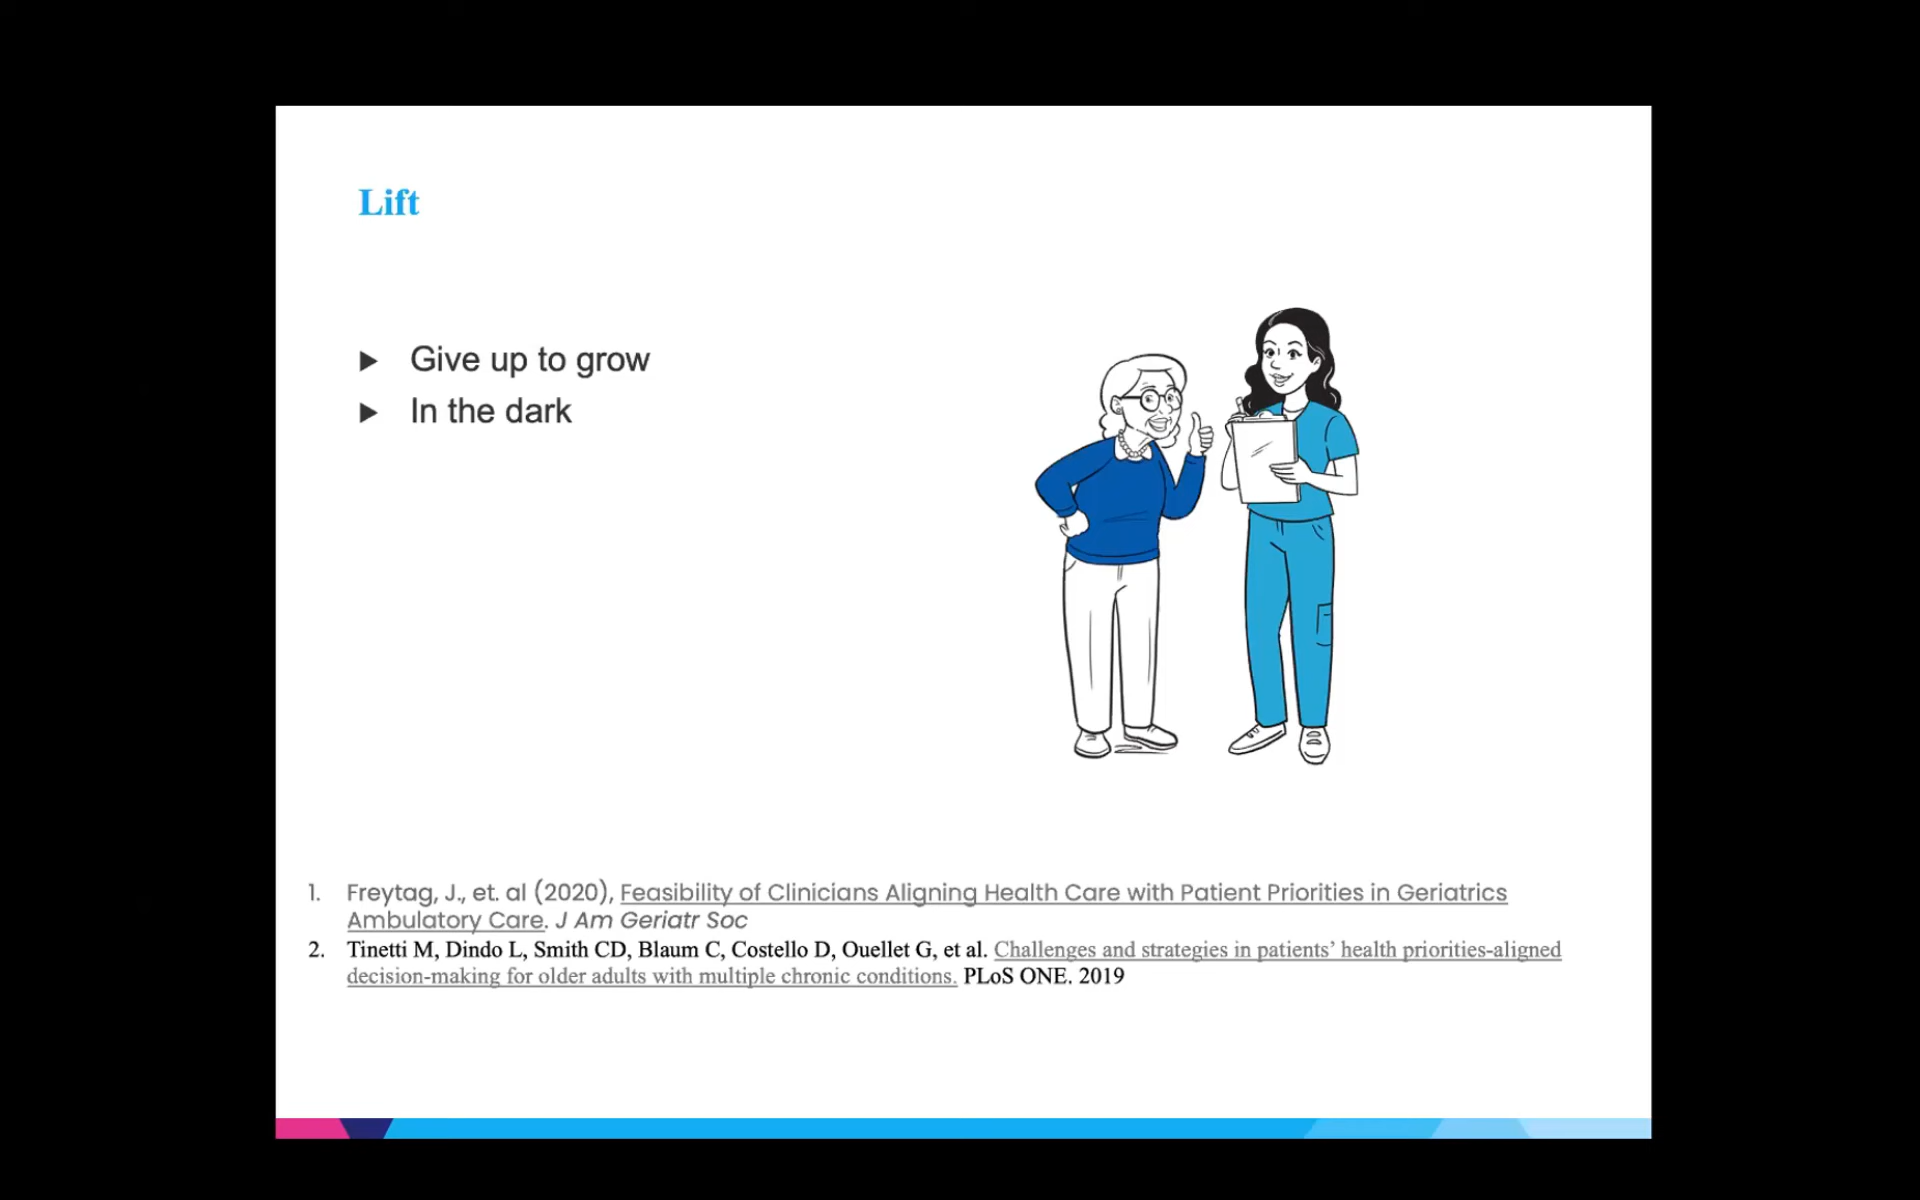 Lift
▶ Give up to grow
▶ In the dark
1. Freytag, J., et. al (2020), Feasibility of Clinicians Aligning Health Care with Patient Priorities in Geriatrics
Ambulatory Care. J Am Geriatr Soc
2. Tinetti M, Dindo L, Smith CD, Blaum C, Costello D, Ouellet G, et al. Challenges and strategies in patients’ health priorities-aligned
decision-making for older adults with multiple chronic conditions. PLoS ONE. 2019